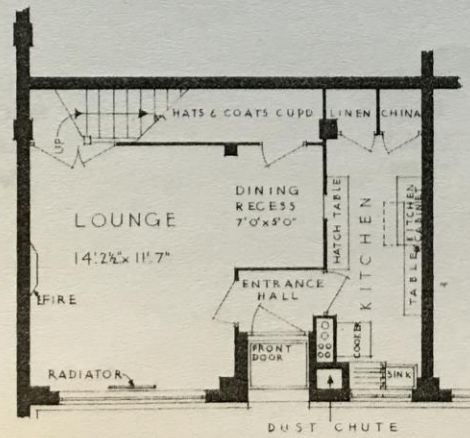 UP
HATS & COATS CUPD
LINEN
CHINA
DINING
RECESS
7'0"x5'0"
LOUNGE
14'.2½"x 11'.7"
HATCH TABLE
KITCHEN
TABLE
KITCHEN
CABINET
FIRE
ENTRANCE
HALL
COOKER
FRONT
DOOR
RADIATOR
SINK
DUST CHUTE